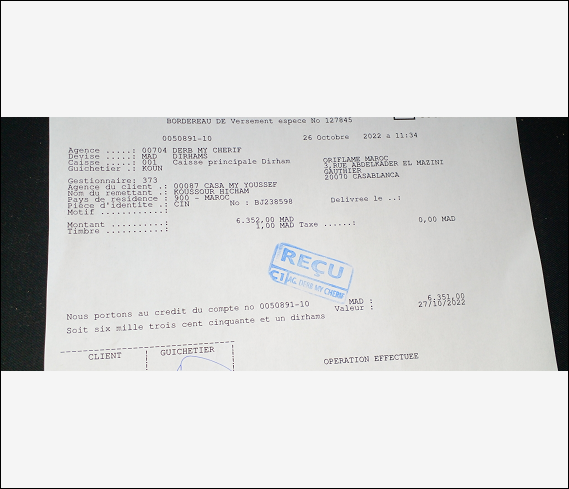 BORDEREAU DE Versement espece No 127845
0050891-10 26 Octobre 2022 a 11:34
Agence .....: 00704 DERB MY CHERIF
Devise .....: MAD DIRHAMS
Caisse .....: 001 Caisse principale Dirham
Guichetier .: KOUN
ORIFLAME MAROC
3,RUE ABDELKADER EL MAZINI
GAUTHIER
20070 CASABLANCA
Gestionnaire: 373
Agence du client .: 00087 CASA MY YOUSSEF
Nom du remettant .: KOUSSOUR HICHAM
Pays de residence : 900 - MAROC
Pièce d'identite .: CIN No : BJ238598 Delivree le ..:
Motif ...........:
Montant ..........: 6.352,00 MAD
Timbre ...........: 1,00 MAD Taxe ......: 0,00 MAD
REÇU
C1 AG. DERB MY CHERIF
Nous portons au credit du compte no 0050891-10 MAD : 6.351,00
Valeur : 27/10/2022
Soit six mille trois cent cinquante et un dirhams
CLIENT GUICHETIER
OPERATION EFFECTUEE